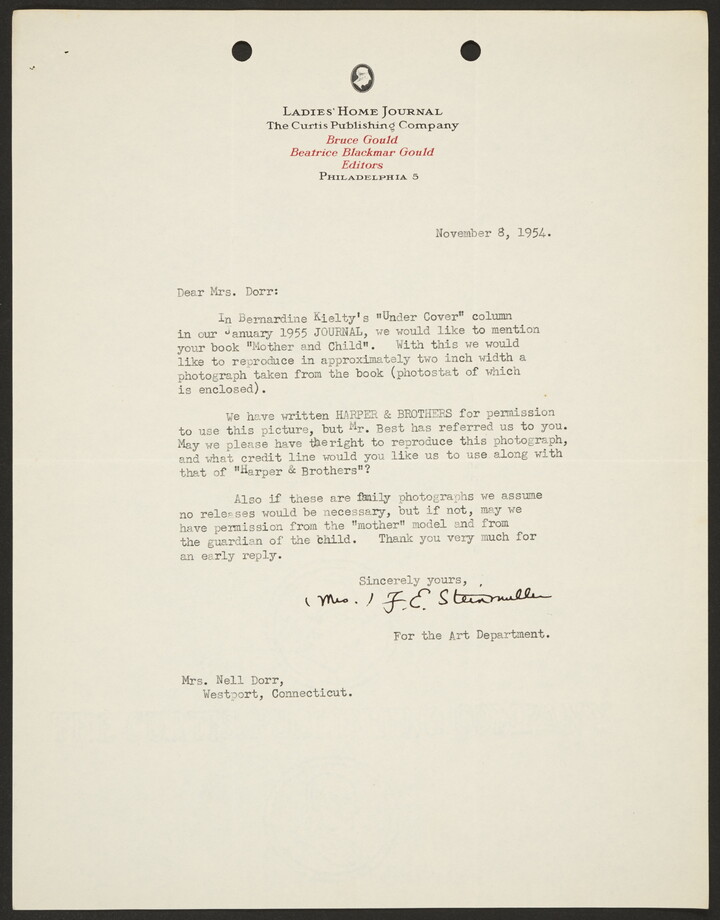 LADIES' HOME JOURNAL
The Curtis Publishing Company
Bruce Gould
Beatrice Blackmar Gould
Editors
PHILADELPHIA 5
November 8, 1954.
Dear Mrs. Dorr:
In Bernardine Kielty's "Under Cover" column
in our January 1955 JOURNAL, we would like to mention
your book "Mother and Child". With this we would
like to reproduce in approximately two inch width a
photograph taken from the book (photostat of which
is enclosed).
We have written HARPER & BROTHERS for permission
to use this picture, but Mr. Best has referred us to you.
May we please have the right to reproduce this photograph,
and what credit line would you like us to use along with
that of "Harper & Brothers"?
Also if these are family photographs we assume
no releases would be necessary, but if not, may we
have permission from the "mother" model and from
the guardian of the child. Thank you very much for
an early reply.
Sincerely yours,
(Mrs.) F. E. Steinmuller
For the Art Department.
Mrs. Nell Dorr,
Westport, Connecticut.